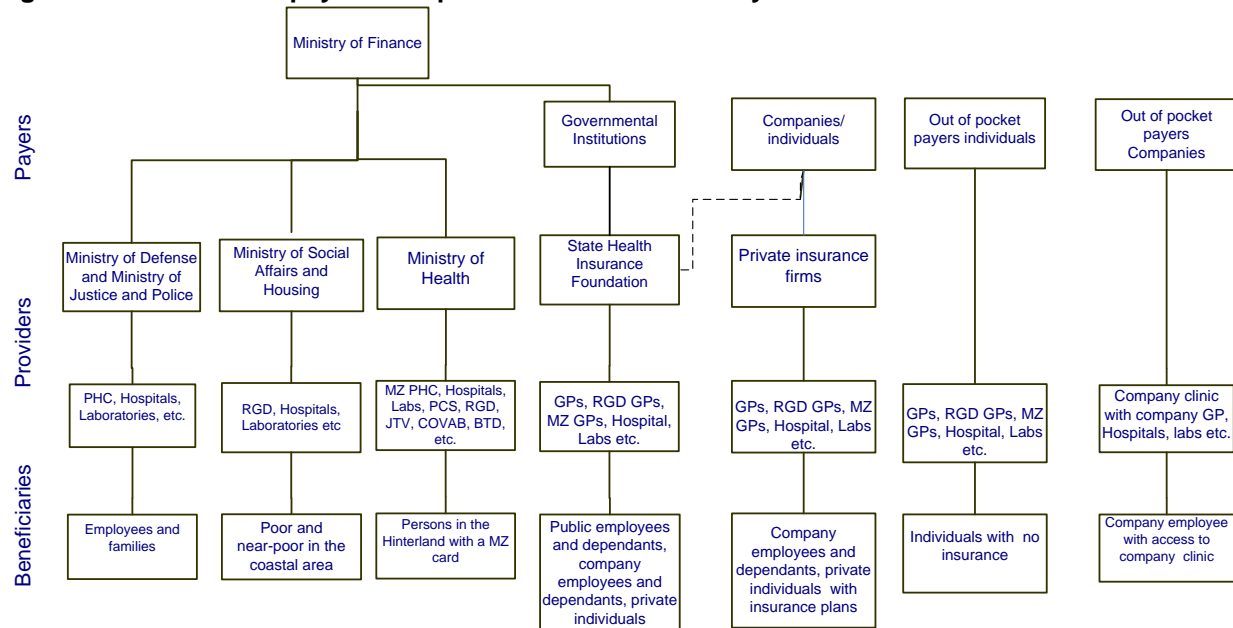 Ministry of Finance
Payers
Governmental
Institutions
Companies/
individuals
Out of pocket
payers individuals
Out of pocket
payers
Companies
Ministry of Defense
and Ministry of
Justice and Police
Ministry of Social
Affairs and
Housing
Ministry of
Health
State Health
Insurance
Foundation
Private insurance
firms
Providers
PHC, Hospitals,
Laboratories, etc.
RGD, Hospitals,
Laboratories etc
MZ PHC, Hospitals,
Labs, PCS, RGD,
JTV, COVAB, BTD,
etc.
GPs, RGD GPs,
MZ GPs, Hospital,
Labs etc.
GPs, RGD GPs, MZ
GPs, Hospital, Labs
etc.
GPs, RGD GPs, MZ
GPs, Hospital, Labs
etc.
Company clinic
with company GP,
Hospitals, labs etc.
Beneficiaries
Employees and
families
Poor and
near-poor in the
coastal area
Persons in the
Hinterland with a MZ
card
Public employees
and dependants,
company
employees and
dependants, private
individuals
Company
employees and
dependants, private
individuals with
insurance plans
Individuals with no
insurance
Company employee
with access to
company clinic